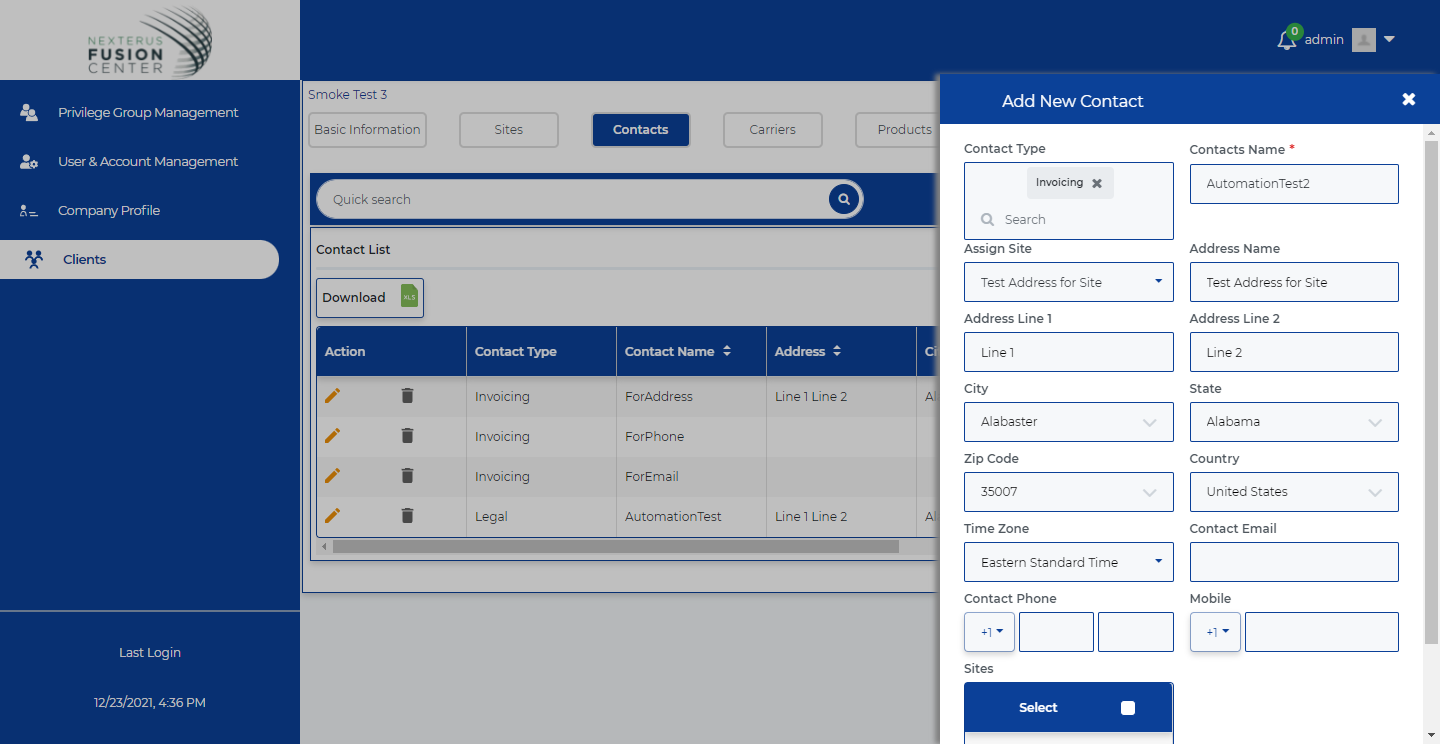 NEXTERUS
FUSION
CENTER
0
admin
Privilege Group Management
User & Account Management
Company Profile
Clients
Last Login
12/23/2021, 4:36 PM
Smoke Test 3
Basic Information
Sites
Contacts
Carriers
Products
Quick search
Contact List
Download
XLS
Action
Contact Type
Contact Name
Address
Ci
Invoicing
ForAddress
Line 1 Line 2
Al
Invoicing
ForPhone
Invoicing
ForEmail
Legal
AutomationTest
Line 1 Line 2
Al
Add New Contact
Contact Type
Contacts Name *
Invoicing
AutomationTest2
Search
Assign Site
Address Name
Test Address for Site
Test Address for Site
Address Line 1
Address Line 2
Line 1
Line 2
City
State
Alabaster
Alabama
Zip Code
Country
35007
United States
Time Zone
Contact Email
Eastern Standard Time
Contact Phone
Mobile
+1
+1
Sites
Select